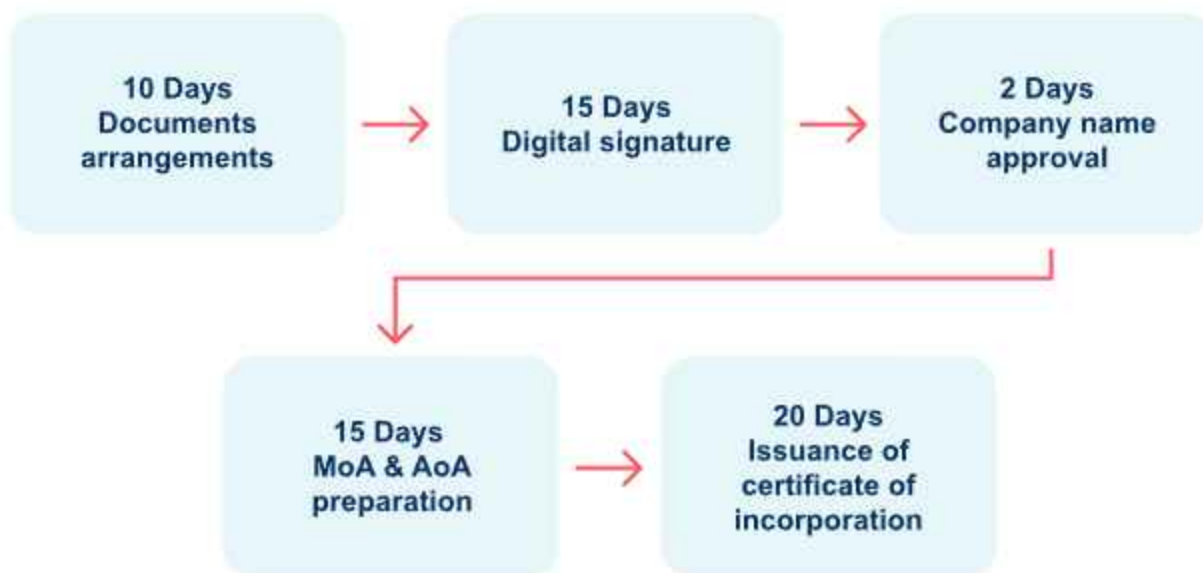 10 Days
Documents
arrangements
15 Days
Digital signature
2 Days
Company name
approval
15 Days
MoA & AoA
preparation
20 Days
Issuance of
certificate of
incorporation